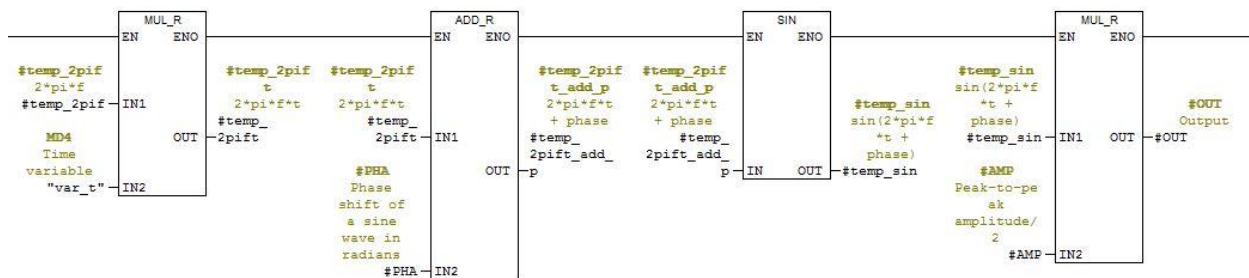 MUL_R
EN ENO
#temp_2pif
2*pi*f
#temp_2pif IN1
MD4
Time
variable
"var_t" IN2
OUT
#temp_2pif
t
2*pi*f*t
#temp_
2pift
ADD_R
EN ENO
#temp_2pif
t
2*pi*f*t
#temp_
2pift IN1
#PHA
Phase
shift of
a sine
wave in
radians
#PHA IN2
OUT
#temp_2pif
t_add_p
2*pi*f*t
+ phase
#temp_
2pift_add_
p
SIN
EN ENO
#temp_2pif
t_add_p
2*pi*f*t
+ phase
#temp_
2pift_add_
p IN
OUT
#temp_sin
sin(2*pi*f
*t +
phase)
#temp_sin
MUL_R
EN ENO
#temp_sin
sin(2*pi*f
*t +
phase)
#temp_sin IN1
#AMP
Peak-to-pe
ak
amplitude/
2
#AMP IN2
OUT
#OUT
Output
#OUT